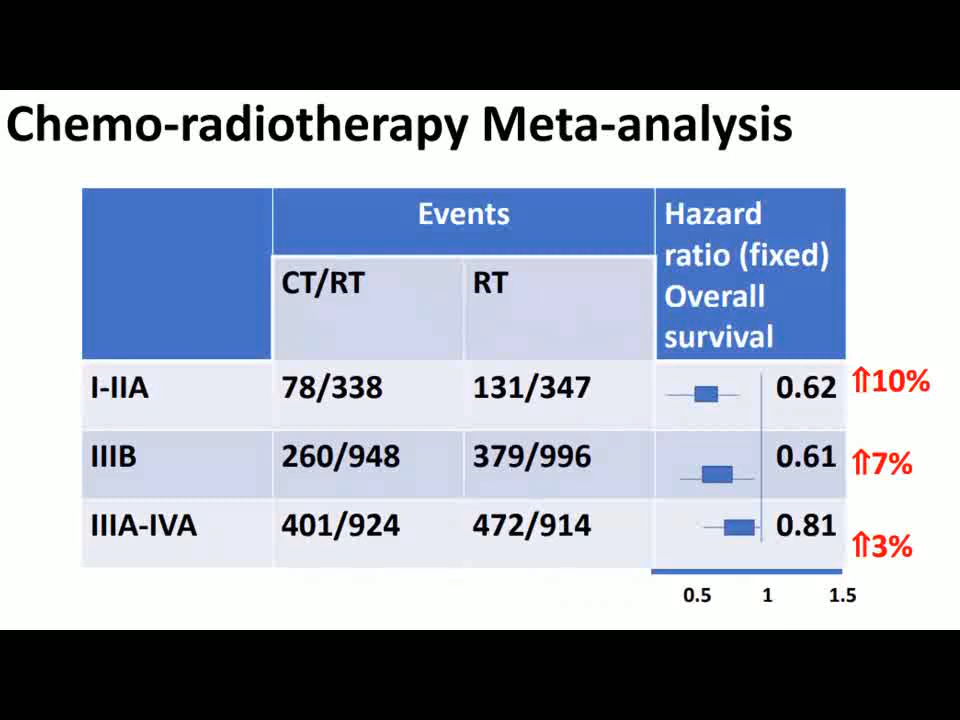 Chemo-radiotherapy Meta-analysis
Events
Hazard
ratio (fixed)
Overall
survival
CT/RT
RT
I-IIA
78/338
131/347
0.62
⇑10%
IIIB
260/948
379/996
0.61
⇑7%
IIIA-IVA
401/924
472/914
0.81
⇑3%
0.5
1
1.5